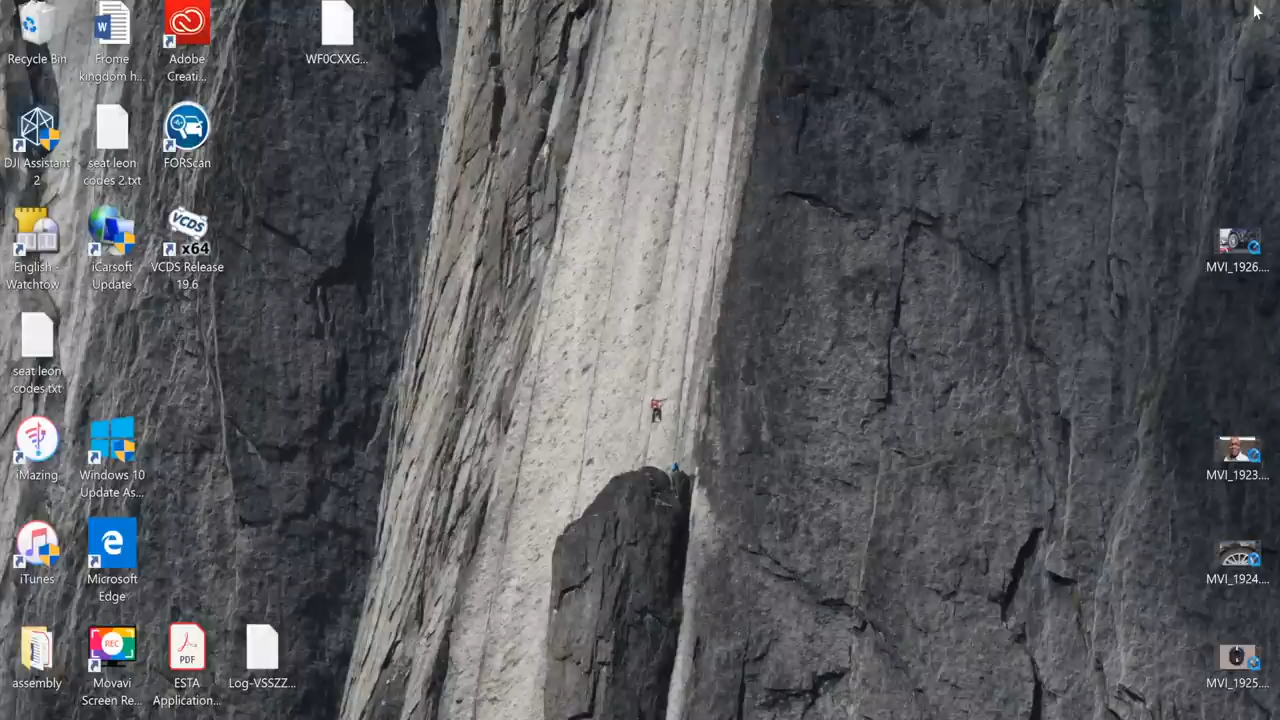 Recycle Bin
Frome
kingdom h...
Adobe
Creati...
WF0CXXG...
DJI Assistant
2
seat leon
codes 2.txt
FORScan
English -
Watchtow...
iCarsoft
Update
VCDS
x64
VCDS Release
19.6
MVI_1926....
seat leon
codes.txt
iMazing
Windows 10
Update As...
MVI_1923....
iTunes
Microsoft
Edge
MVI_1924....
REC
PDF
assembly
Movavi
Screen Re...
ESTA
Application...
Log-VSSZZ...
MVI_1925....